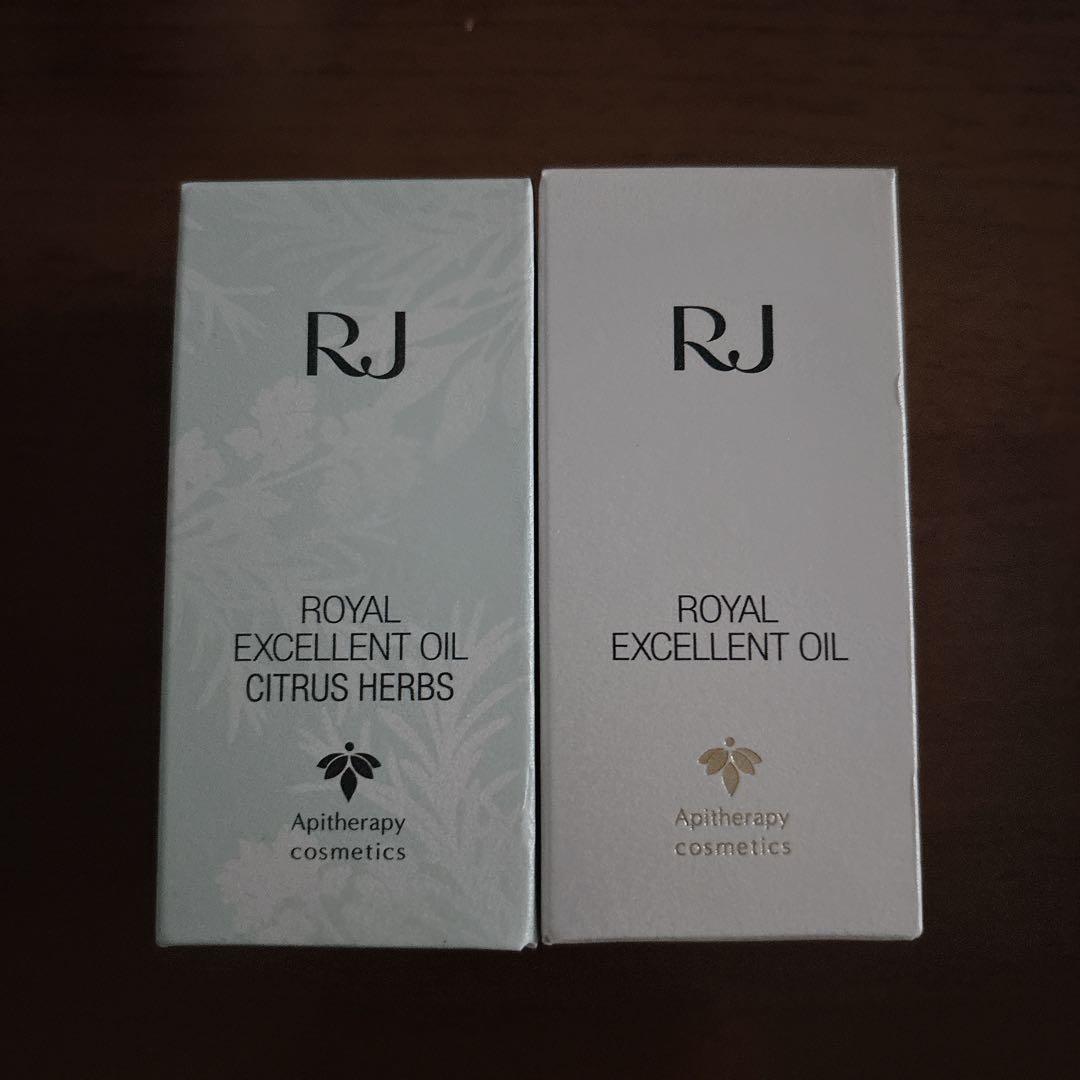 RJ
ROYAL
EXCELLENT OIL
CITRUS HERBS
Apitherapy
cosmetics
RJ
ROYAL
EXCELLENT OIL
Apitherapy
cosmetics